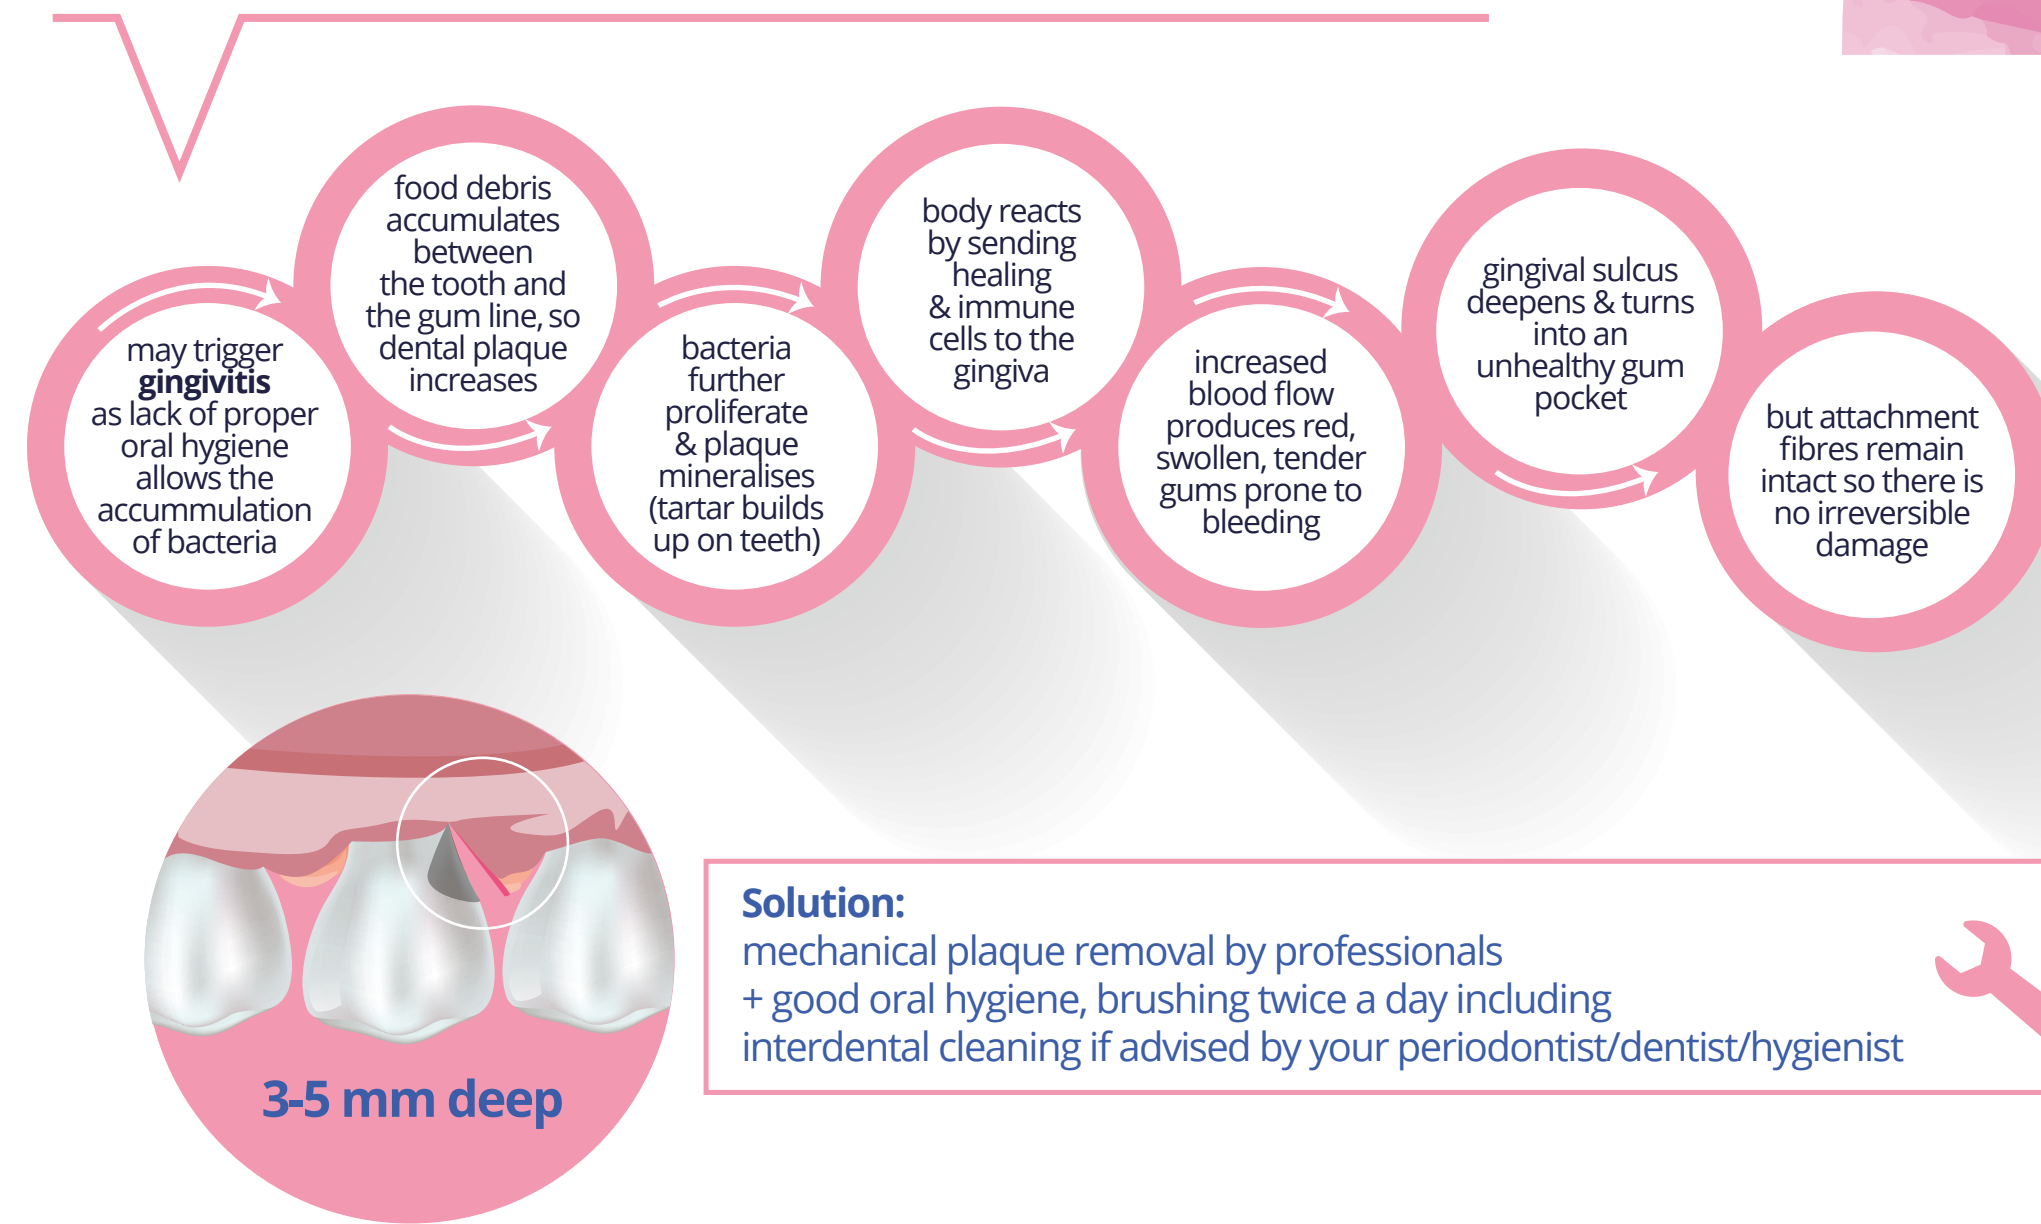 may trigger
gingivitis
as lack of proper
oral hygiene
allows the
accummulation
of bacteria
food debris
accumulates
between
the tooth and
the gum line, so
dental plaque
increases
bacteria
further
proliferate
& plaque
mineralises
(tartar builds
up on teeth)
body reacts
by sending
healing
& immune
cells to the
gingiva
increased
blood flow
produces red,
swollen, tender
gums prone to
bleeding
gingival sulcus
deepens & turns
into an
unhealthy gum
pocket
but attachment
fibres remain
intact so there is
no irreversible
damage
3-5 mm deep
Solution:
mechanical plaque removal by professionals
+ good oral hygiene, brushing twice a day including
interdental cleaning if advised by your periodontist/dentist/hygienist